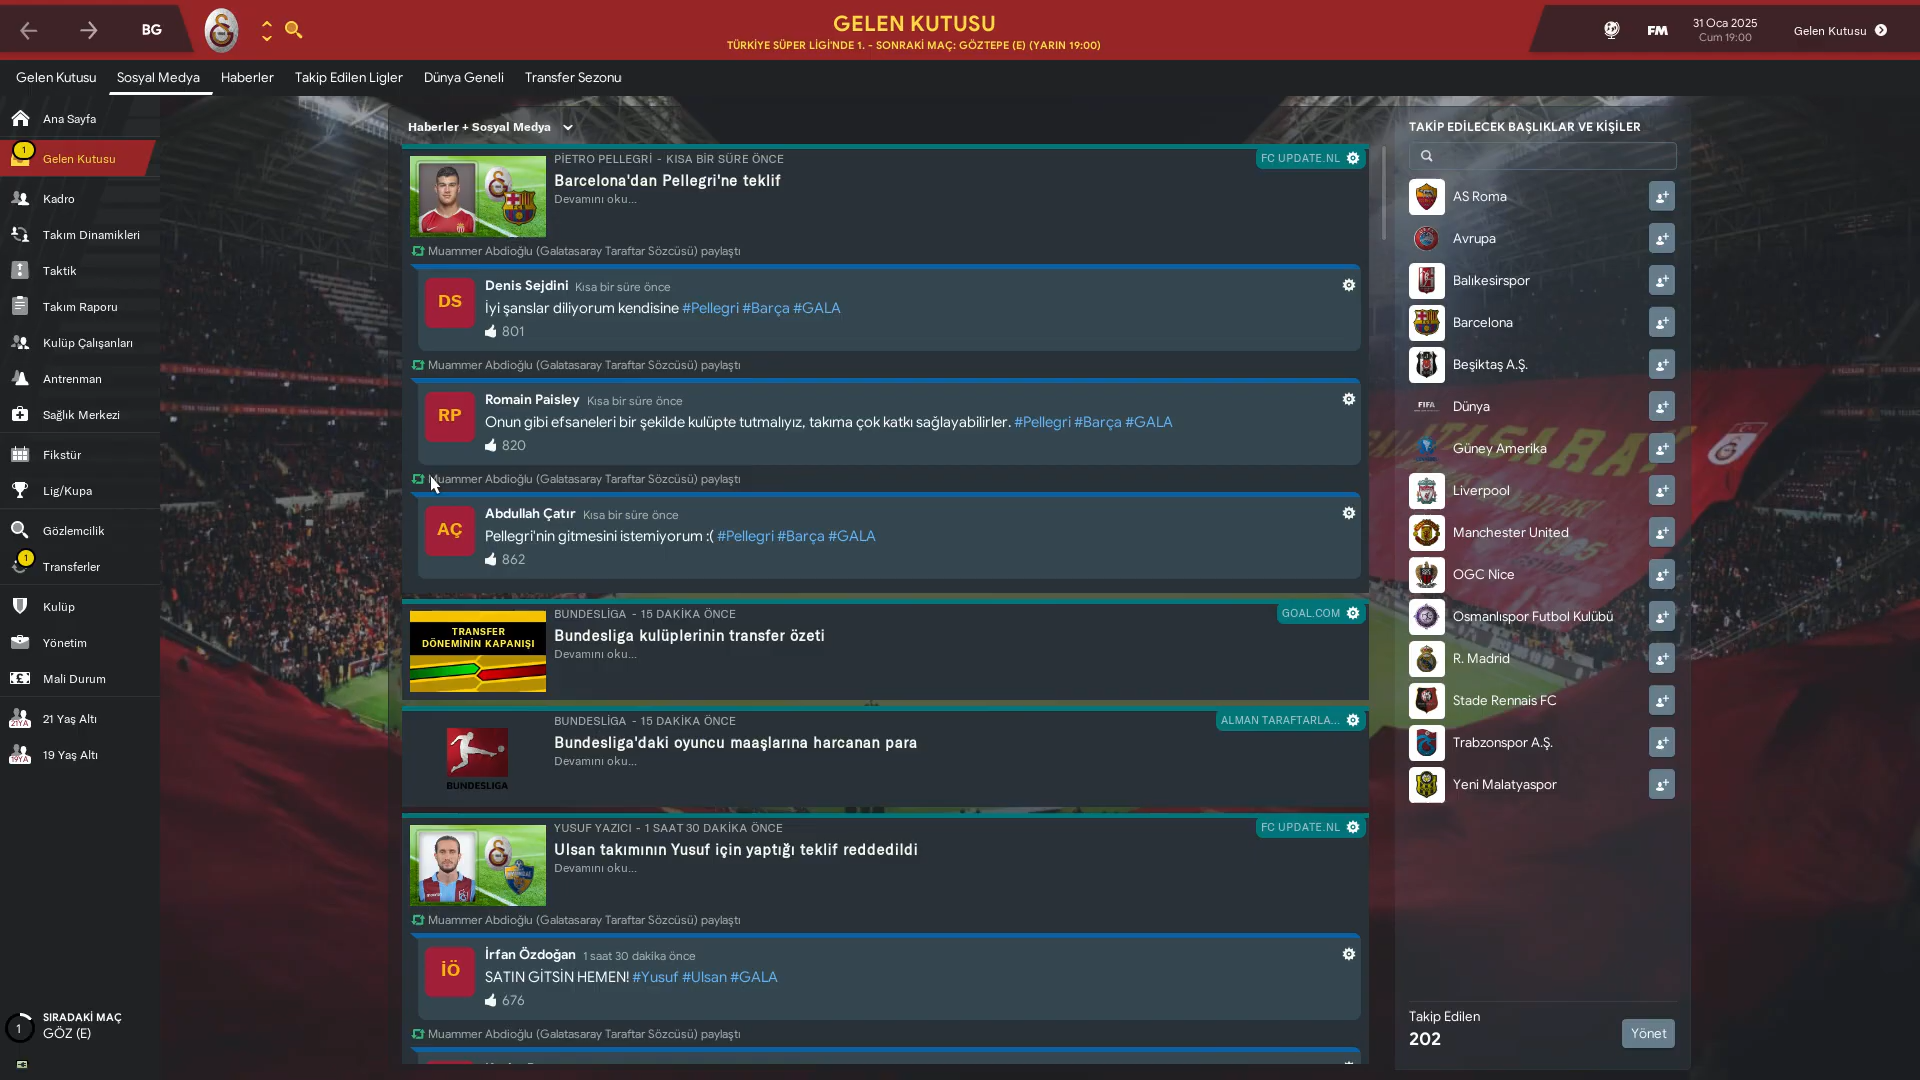 BG
GELEN KUTUSU
TÜRKİYE SÜPER LİGİ'NDE 1. - SONRAKİ MAÇ: GÖZTEPE (E) (YARIN 19:00)
FM
31 Oca 2025
Cum 19:00
Gelen Kutusu
Gelen Kutusu
Sosyal Medya
Haberler
Takip Edilen Ligler
Dünya Geneli
Transfer Sezonu
Ana Sayfa
1
Gelen Kutusu
Kadro
Takım Dinamikleri
Taktik
Takım Raporu
Kulüp Çalışanları
Antrenman
Sağlık Merkezi
Fikstür
Lig/Kupa
Gözlemcilik
1
Transferler
Kulüp
Yönetim
Mali Durum
21YA
21 Yaş Altı
19YA
19 Yaş Altı
1
SIRADAKİ MAÇ
GÖZ (E)
Haberler + Sosyal Medya
PİETRO PELLEGRİ - KISA BİR SÜRE ÖNCE
FC UPDATE.NL
Barcelona'dan Pellegri'ne teklif
Devamını oku...
Muammer Abdioğlu (Galatasaray Taraftar Sözcüsü) paylaştı
DS
Denis Sejdini Kısa bir süre önce
İyi şanslar diliyorum kendisine #Pellegri #Barça #GALA
801
Muammer Abdioğlu (Galatasaray Taraftar Sözcüsü) paylaştı
RP
Romain Paisley Kısa bir süre önce
Onun gibi efsaneleri bir şekilde kulüpte tutmalıyız, takıma çok katkı sağlayabilirler. #Pellegri #Barça #GALA
820
Muammer Abdioğlu (Galatasaray Taraftar Sözcüsü) paylaştı
AÇ
Abdullah Çatır Kısa bir süre önce
Pellegri'nin gitmesini istemiyorum :( #Pellegri #Barça #GALA
862
TRANSFER
DÖNEMİNİN KAPANIŞI
BUNDESLİGA - 15 DAKİKA ÖNCE
GOAL.COM
Bundesliga kulüplerinin transfer özeti
Devamını oku...
BUNDESLIGA
BUNDESLİGA - 15 DAKİKA ÖNCE
ALMAN TARAFTARLA...
Bundesliga'daki oyuncu maaşlarına harcanan para
Devamını oku...
YUSUF YAZICI - 1 SAAT 30 DAKİKA ÖNCE
FC UPDATE.NL
Ulsan takımının Yusuf için yaptığı teklif reddedildi
Devamını oku...
Muammer Abdioğlu (Galatasaray Taraftar Sözcüsü) paylaştı
İÖ
İrfan Özdoğan 1 saat 30 dakika önce
SATIN GİTSİN HEMEN! #Yusuf #Ulsan #GALA
676
Muammer Abdioğlu (Galatasaray Taraftar Sözcüsü) paylaştı
TAKİP EDİLECEK BAŞLIKLAR VE KİŞİLER
AS Roma
Avrupa
Balıkesirspor
Barcelona
Beşiktaş A.Ş.
FIFA
Dünya
Güney Amerika
Liverpool
Manchester United
OGC Nice
Osmanlıspor Futbol Kulübü
R. Madrid
Stade Rennais FC
Trabzonspor A.Ş.
Yeni Malatyaspor
Takip Edilen
202
Yönet